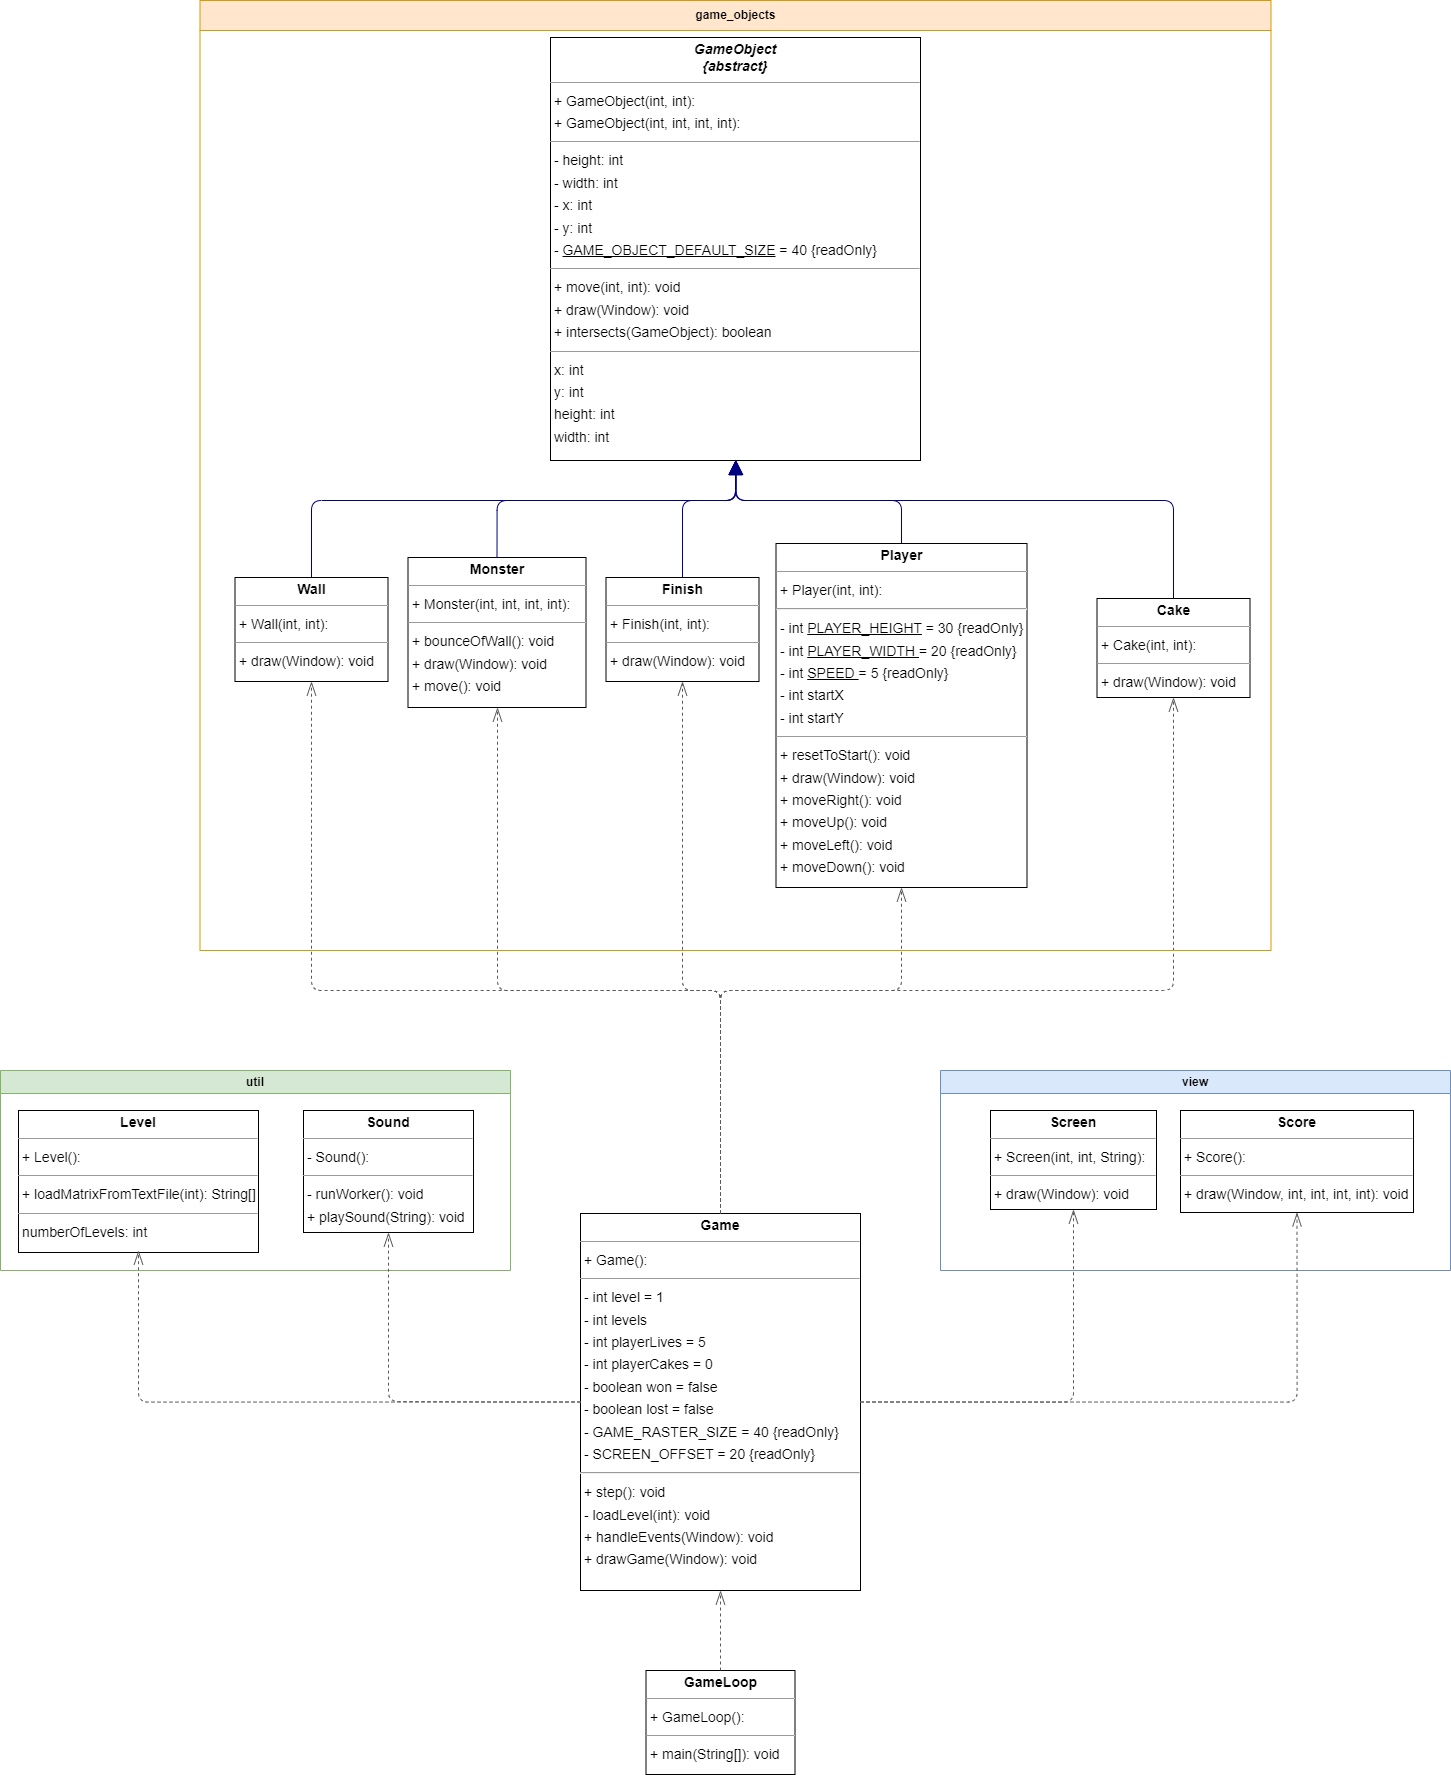 game_objects
GameObject
{abstract}
+ GameObject(int, int):
+ GameObject(int, int, int, int):
- height: int
- width: int
- x: int
- y: int
- GAME_OBJECT_DEFAULT_SIZE = 40 {readOnly}
+ move(int, int): void
+ draw(Window): void
+ intersects(GameObject): boolean
x: int
y: int
height: int
width: int
Wall
+ Wall(int, int):
+ draw(Window): void
Monster
+ Monster(int, int, int, int):
+ bounceOfWall(): void
+ draw(Window): void
+ move(): void
Finish
+ Finish(int, int):
+ draw(Window): void
Player
+ Player(int, int):
- int PLAYER_HEIGHT = 30 {readOnly}
- int PLAYER_WIDTH = 20 {readOnly}
- int SPEED = 5 {readOnly}
- int startX
- int startY
+ resetToStart(): void
+ draw(Window): void
+ moveRight(): void
+ moveUp(): void
+ moveLeft(): void
+ moveDown(): void
Cake
+ Cake(int, int):
+ draw(Window): void
util
Level
+ Level():
+ loadMatrixFromTextFile(int): String[]
numberOfLevels: int
Sound
- Sound():
- runWorker(): void
+ playSound(String): void
view
Screen
+ Screen(int, int, String):
+ draw(Window): void
Score
+ Score():
+ draw(Window, int, int, int, int): void
Game
+ Game():
- int level = 1
- int levels
- int playerLives = 5
- int playerCakes = 0
- boolean won = false
- boolean lost = false
- GAME_RASTER_SIZE = 40 {readOnly}
- SCREEN_OFFSET = 20 {readOnly}
+ step(): void
- loadLevel(int): void
+ handleEvents(Window): void
+ drawGame(Window): void
GameLoop
+ GameLoop():
+ main(String[]): void